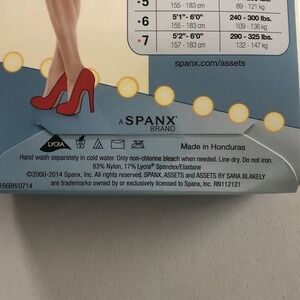 5
155 - 183 cm
89 - 121 kg
6
5'1"- 6'0"
240 - 300 lbs.
155 - 183 cm
109 - 136 kg
7
5'2"- 6'0"
290 - 325 lbs.
157 - 183 cm
132 - 147 kg
spanx.com/assets
A SPANX®
BRAND
LYCRA
Made in Honduras
Hand wash separately in cold water. Only non-chlorine bleach when needed. Line dry. Do not iron.
83% Nylon, 17% Lycra® Spandex/Elastane
©2000-2014 Spanx, Inc. All rights reserved. SPANX, ASSETS and ASSETS BY SARA BLAKELY
are trademarks owned by or exclusively licensed to Spanx, Inc. RN112121
166BH/0714